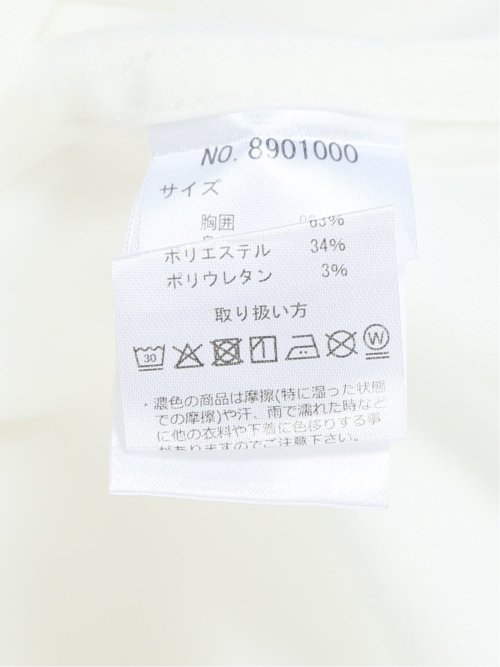 NO. 8901000
サイズ
胸囲
63%
ポリエステル 34%
ポリウレタン 3%
取り扱い方
30
W
・濃色の商品は摩擦(特に湿った状態
での摩擦)や汗、雨で濡れた時などに
に他の衣料や下着に色移りする事
がありますのでご注意下さい。